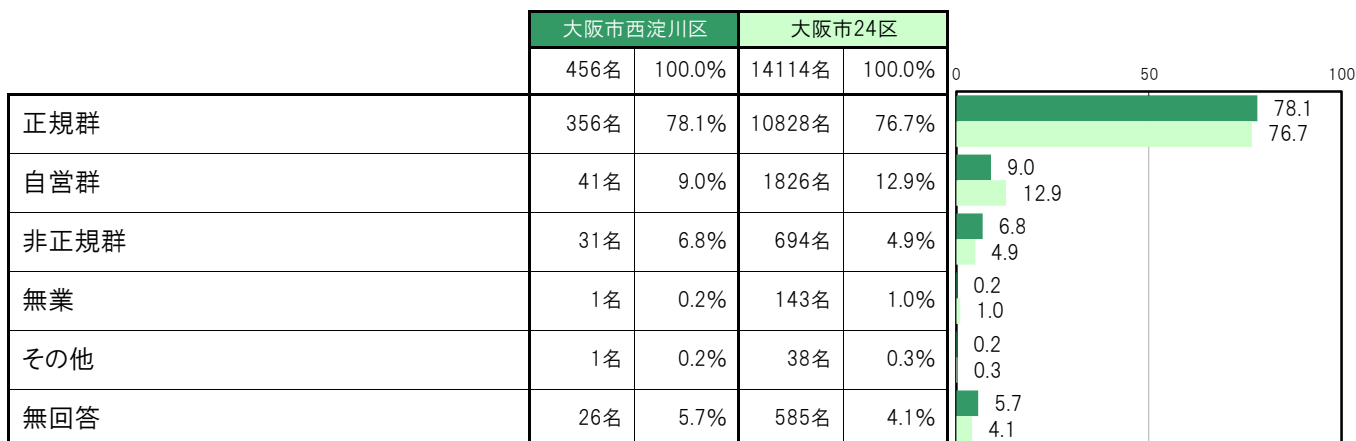 大阪市西淀川区 大阪市24区
456名 100.0% 14114名 100.0% 0 50 100
正規群 356名 78.1% 10828名 76.7% 78.1
76.7
自営群 41名 9.0% 1826名 12.9% 9.0
12.9
非正規群 31名 6.8% 694名 4.9% 6.8
4.9
無業 1名 0.2% 143名 1.0% 0.2
1.0
その他 1名 0.2% 38名 0.3% 0.2
0.3
無回答 26名 5.7% 585名 4.1% 5.7
4.1